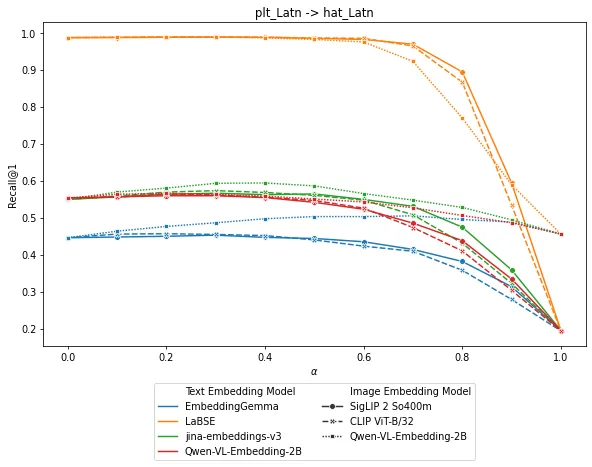 plt_Latn -> hat_Latn
1.0
0.9
0.8
0.7
0.6
0.5
0.4
0.3
0.2
Recall@1
0.0 0.2 0.4 0.6 0.8 1.0
α
Text Embedding Model Image Embedding Model
EmbeddingGemma SigLIP 2 So400m
LaBSE CLIP ViT-B/32
jina-embeddings-v3 Qwen-VL-Embedding-2B
Qwen-VL-Embedding-2B